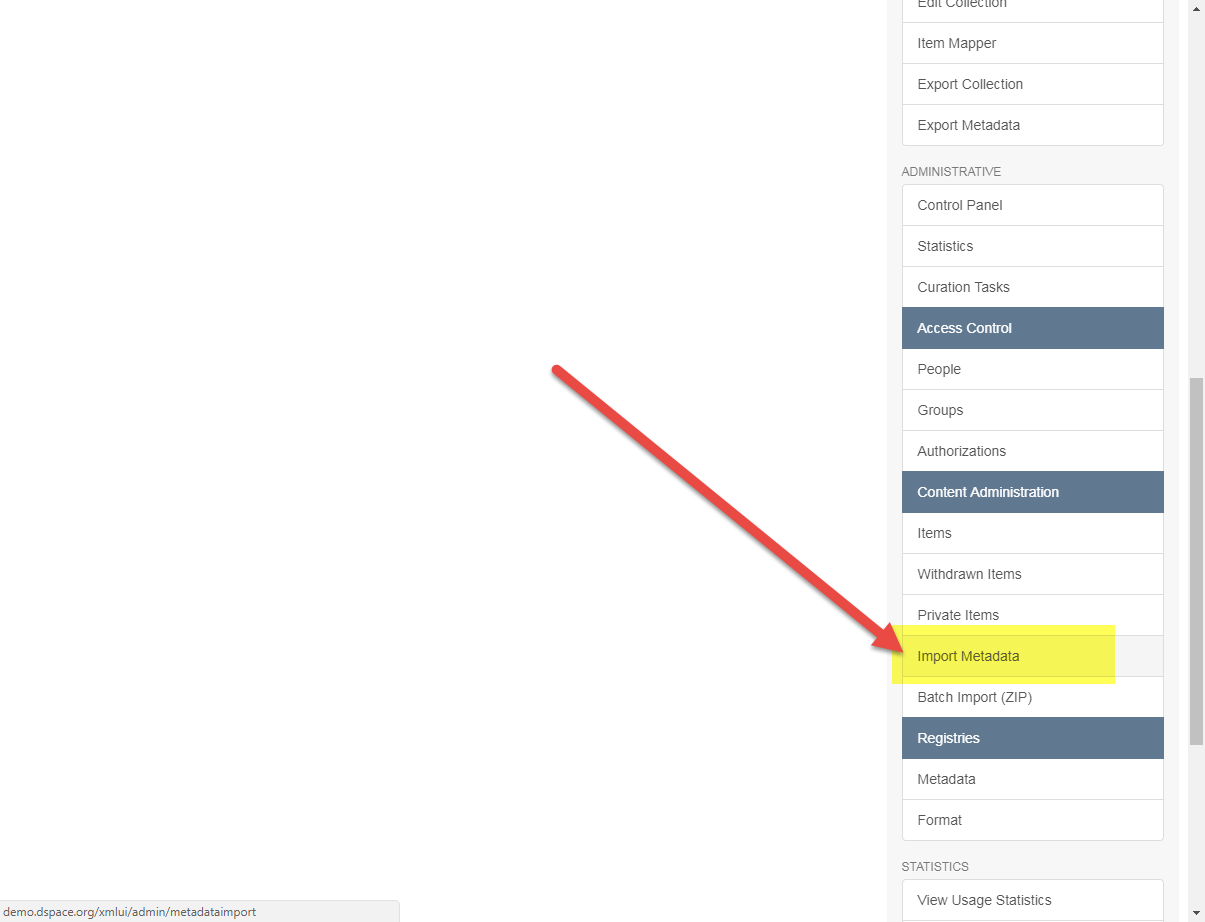 Edit Collection
Item Mapper
Export Collection
Export Metadata
ADMINISTRATIVE
Control Panel
Statistics
Curation Tasks
Access Control
People
Groups
Authorizations
Content Administration
Items
Withdrawn Items
Private Items
Import Metadata
Batch Import (ZIP)
Registries
Metadata
Format
STATISTICS
View Usage Statistics
demo.dspace.org/xmlui/admin/metadataimport